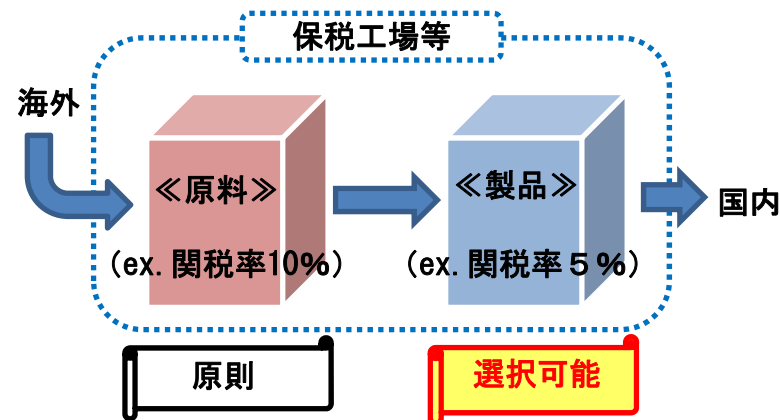 保税工場等
海外
≪原料≫
(ex.関税率10%)
≪製品≫
(ex.関税率５%)
国内
原則
選択可能